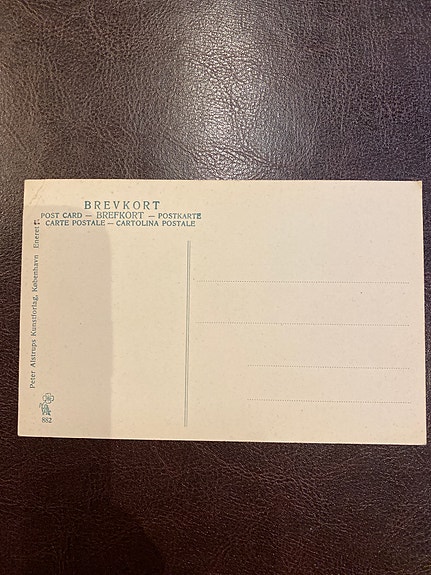 BREVKORT
POST CARD — BREFKORT — POSTKARTE
CARTE POSTALE — CARTOLINA POSTALE
Peter Alstrups Kunstforlag, København Eneret
882